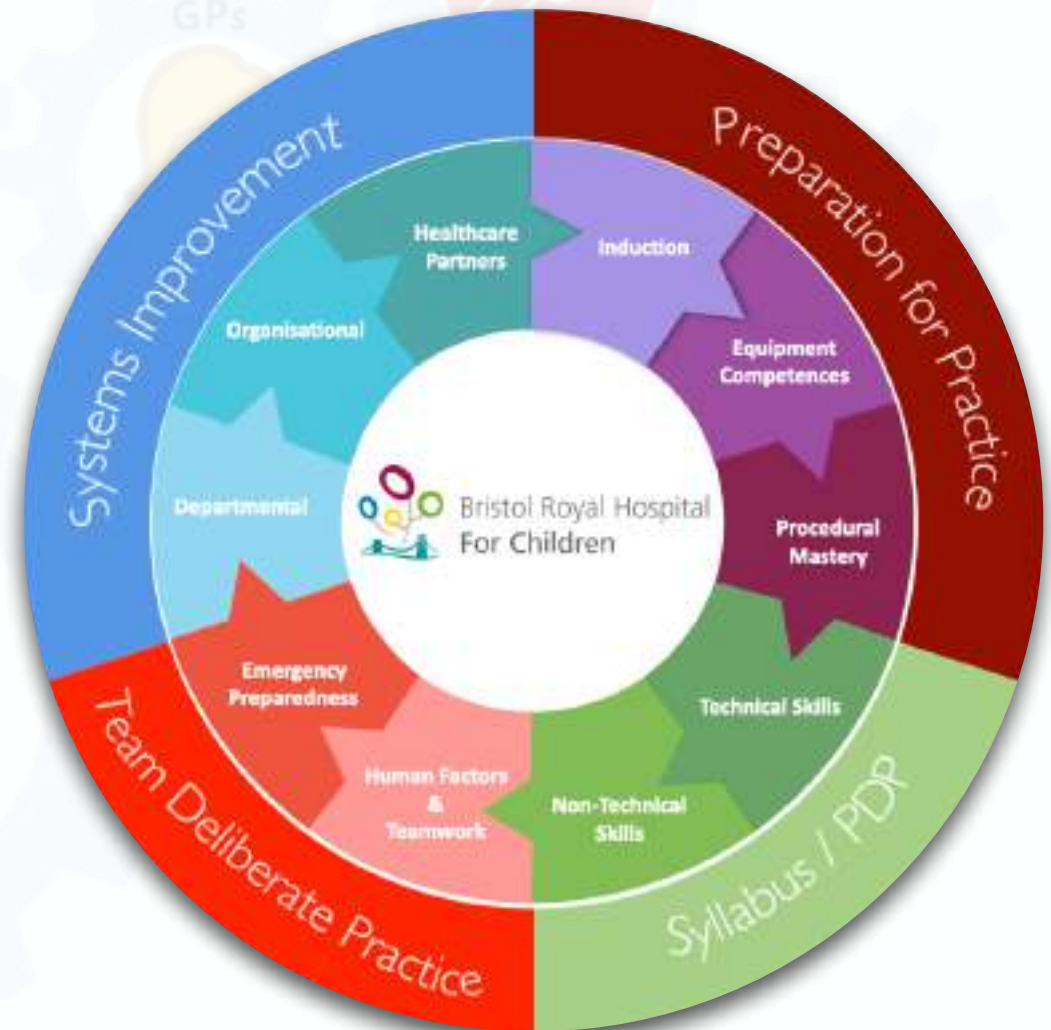 GPs
Systems Improvement
Preparation for Practice
Healthcare
Partners
Induction
Organisational
Equipment
Competences
Departmental
Bristol Royal Hospital
For Children
Procedural
Mastery
Emergency
Preparedness
Technical Skills
Human Factors
&
Teamwork
Non-Technical
Skills
Team Deliberate Practice
Syllabus / PDP